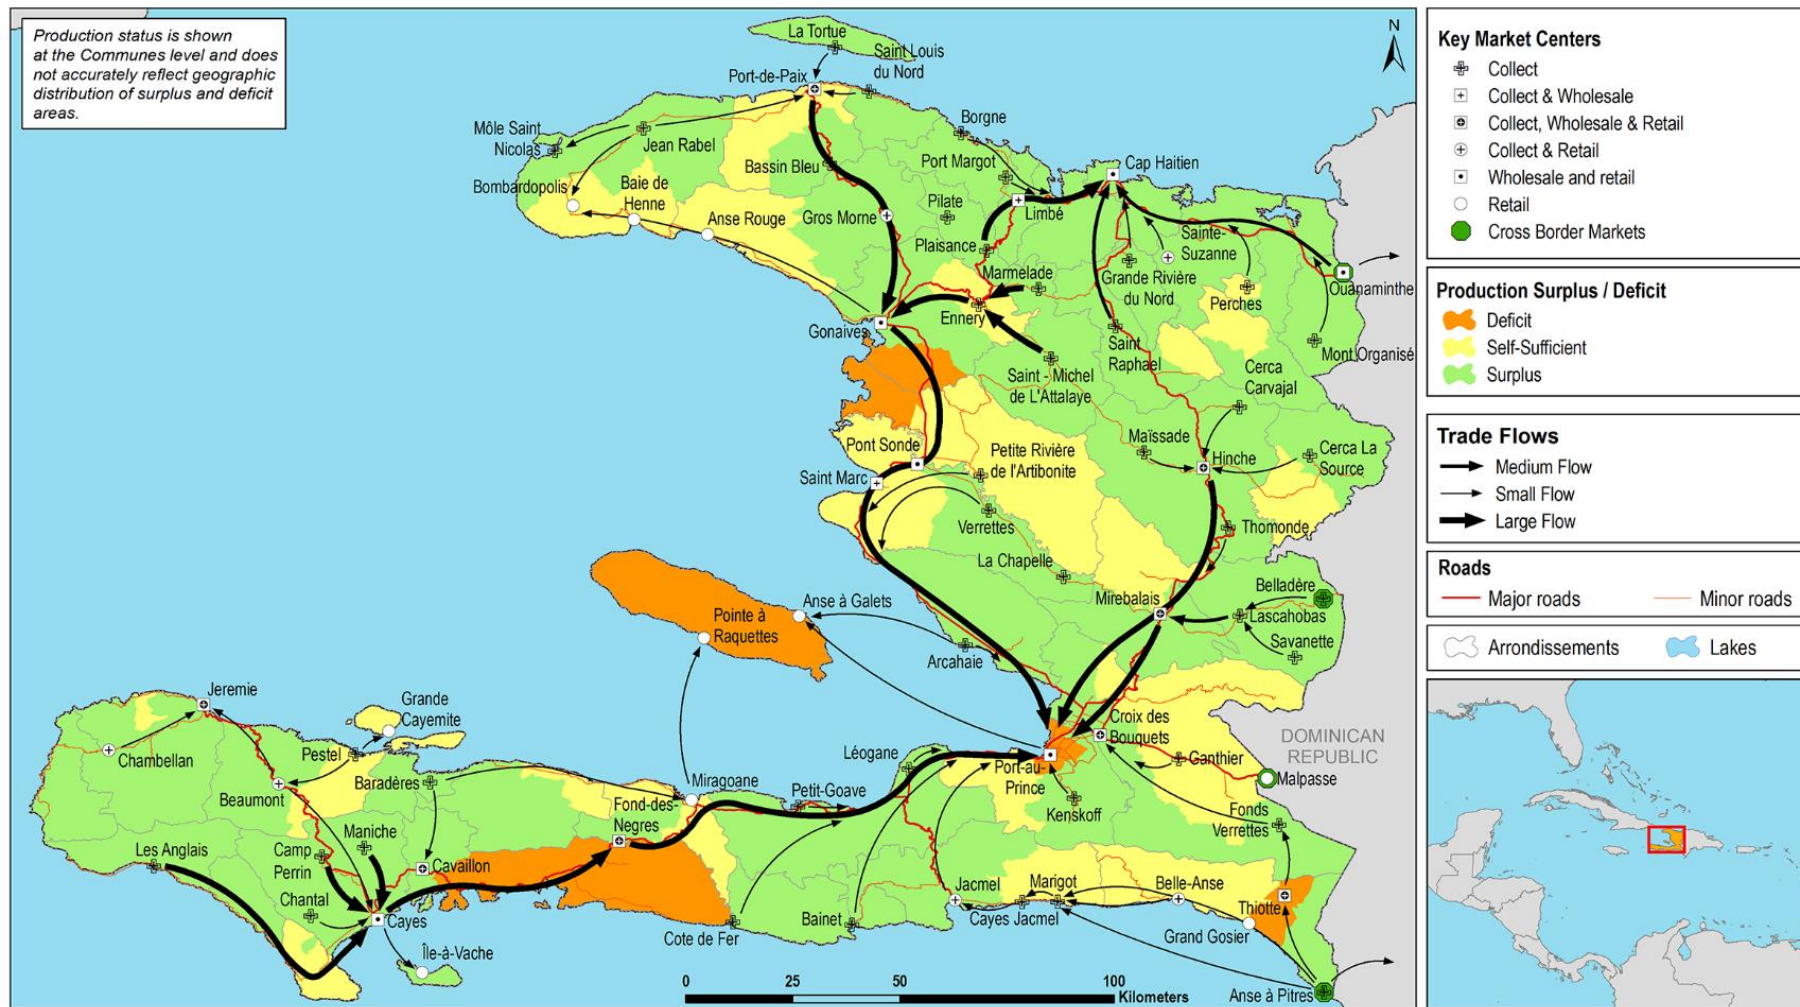 Production status is shown
at the Communes level and does
not accurately reflect geographic
distribution of surplus and deficit
areas.
N
La Tortue
Saint Louis
du Nord
Port-de-Paix
Môle Saint
Nicolas
Jean Rabel
Bombardopolis
Baie de
Henne
Anse Rouge
Bassin Bleu
Gros Morne
Borgne
Port Margot
Cap Haitien
Pilate
Limbé
Plaisance
Sainte-
Suzanne
Marmelade
Grande Rivière
du Nord
Perches
Ouanaminthe
Ennery
Gonaives
Saint
Raphael
Mont Organisé
Saint - Michel
de L'Attalaye
Cerca
Carvajal
Pont Sonde
Petite Rivière
de l'Artibonite
Maïssade
Hinche
Cerca La
Source
Saint Marc
Verrettes
Thomonde
La Chapelle
Belladère
Mirebalais
Lascahobas
Savanette
Anse à Galets
Pointe à
Raquettes
Arcahaie
Jeremie
Grande
Cayemite
Chambellan
Pestel
Baradères
Beaumont
Miragoane
Petit-Goave
Léogane
Croix des
Bouquets
Port-au-
Prince
Ganthier
DOMINICAN
REPUBLIC
Malpasse
Kenskoff
Fonds
Verrettes
Fond-des-
Negres
Maniche
Les Anglais
Camp
Perrin
Cavaillon
Chantal
Cayes
Île-à-Vache
Cote de Fer
Bainet
Jacmel
Cayes Jacmel
Marigot
Belle-Anse
Thiotte
Grand Gosier
Anse à Pitres
0 25 50 100
Kilometers
Key Market Centers
Collect
Collect & Wholesale
Collect, Wholesale & Retail
Collect & Retail
Wholesale and retail
Retail
Cross Border Markets
Production Surplus / Deficit
Deficit
Self-Sufficient
Surplus
Trade Flows
Medium Flow
Small Flow
Large Flow
Roads
Major roads Minor roads
Arrondissements Lakes